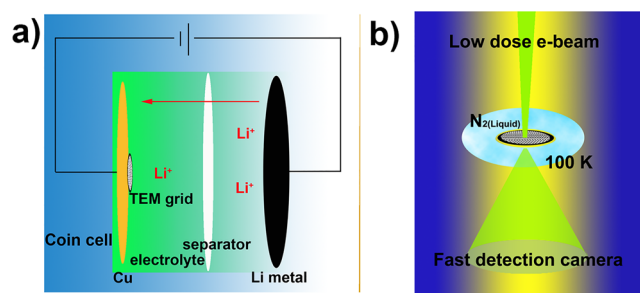 a)
Li⁺
Li⁺
Li⁺
TEM grid
Coin cell
separator
electrolyte
Cu
Li metal
b)
Low dose e-beam
N₂(Liquid)
100 K
Fast detection camera